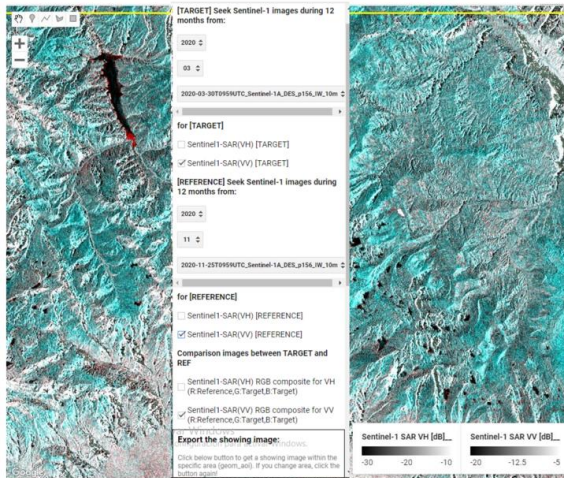 [TARGET] Seek Sentinel-1 images during 12
months from:
2020
03
2020-03-30T0959UTC_Sentinel-1A_DES_p156_IW_10m
for [TARGET]
Sentinel1-SAR(VH) [TARGET]
Sentinel1-SAR(VV) [TARGET]
[REFERENCE] Seek Sentinel-1 images during
12 months from:
2020
11
2020-11-25T0959UTC_Sentinel-1A_DES_p156_IW_10m
for [REFERENCE]
Sentinel1-SAR(VH) [REFERENCE]
Sentinel1-SAR(VV) [REFERENCE]
Comparison images between TARGET and
REF
Sentinel1-SAR(VH) RGB composite for VH
(R:Reference,G:Target,B:Target)
Sentinel1-SAR(VV) RGB composite for VV
(R:Reference,G:Target,B:Target)
Windows
Export the showing image:
Windows.
Click below button to get a showing image within the
specific area (geom_aoi). If you change area, click the
button again!
Google
Sentinel-1 SAR VH [dB]__
-30 -20 -10
Sentinel-1 SAR VV [dB]__
-20 -12.5 -5